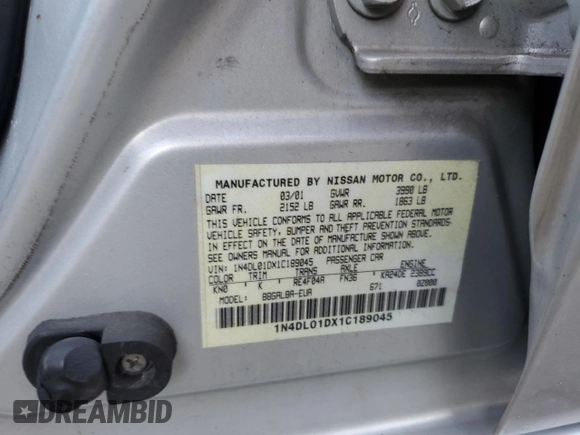 MANUFACTURED BY NISSAN MOTOR CO., LTD.
DATE 03/01 GVWR 3990 LB
GAWR FR. 2152 LB GAWR RR. 1863 LB
THIS VEHICLE CONFORMS TO ALL APPLICABLE FEDERAL MOTOR
VEHICLE SAFETY, BUMPER AND THEFT PREVENTION STANDARDS
IN EFFECT ON THE DATE OF MANUFACTURE SHOWN ABOVE.
SEE OWNERS MANUAL FOR ADDITIONAL INFORMATION.
VIN: 1N4DL01DX1C189045 PASSENGER CAR
COLOR TRIM TRANS AXLE ENGINE
KN0 K RE4F04A FN36 KA24DE 2389CC
MODEL: BBGALBA-EUA 671 02000
1N4DL01DX1C189045
DREAMBID